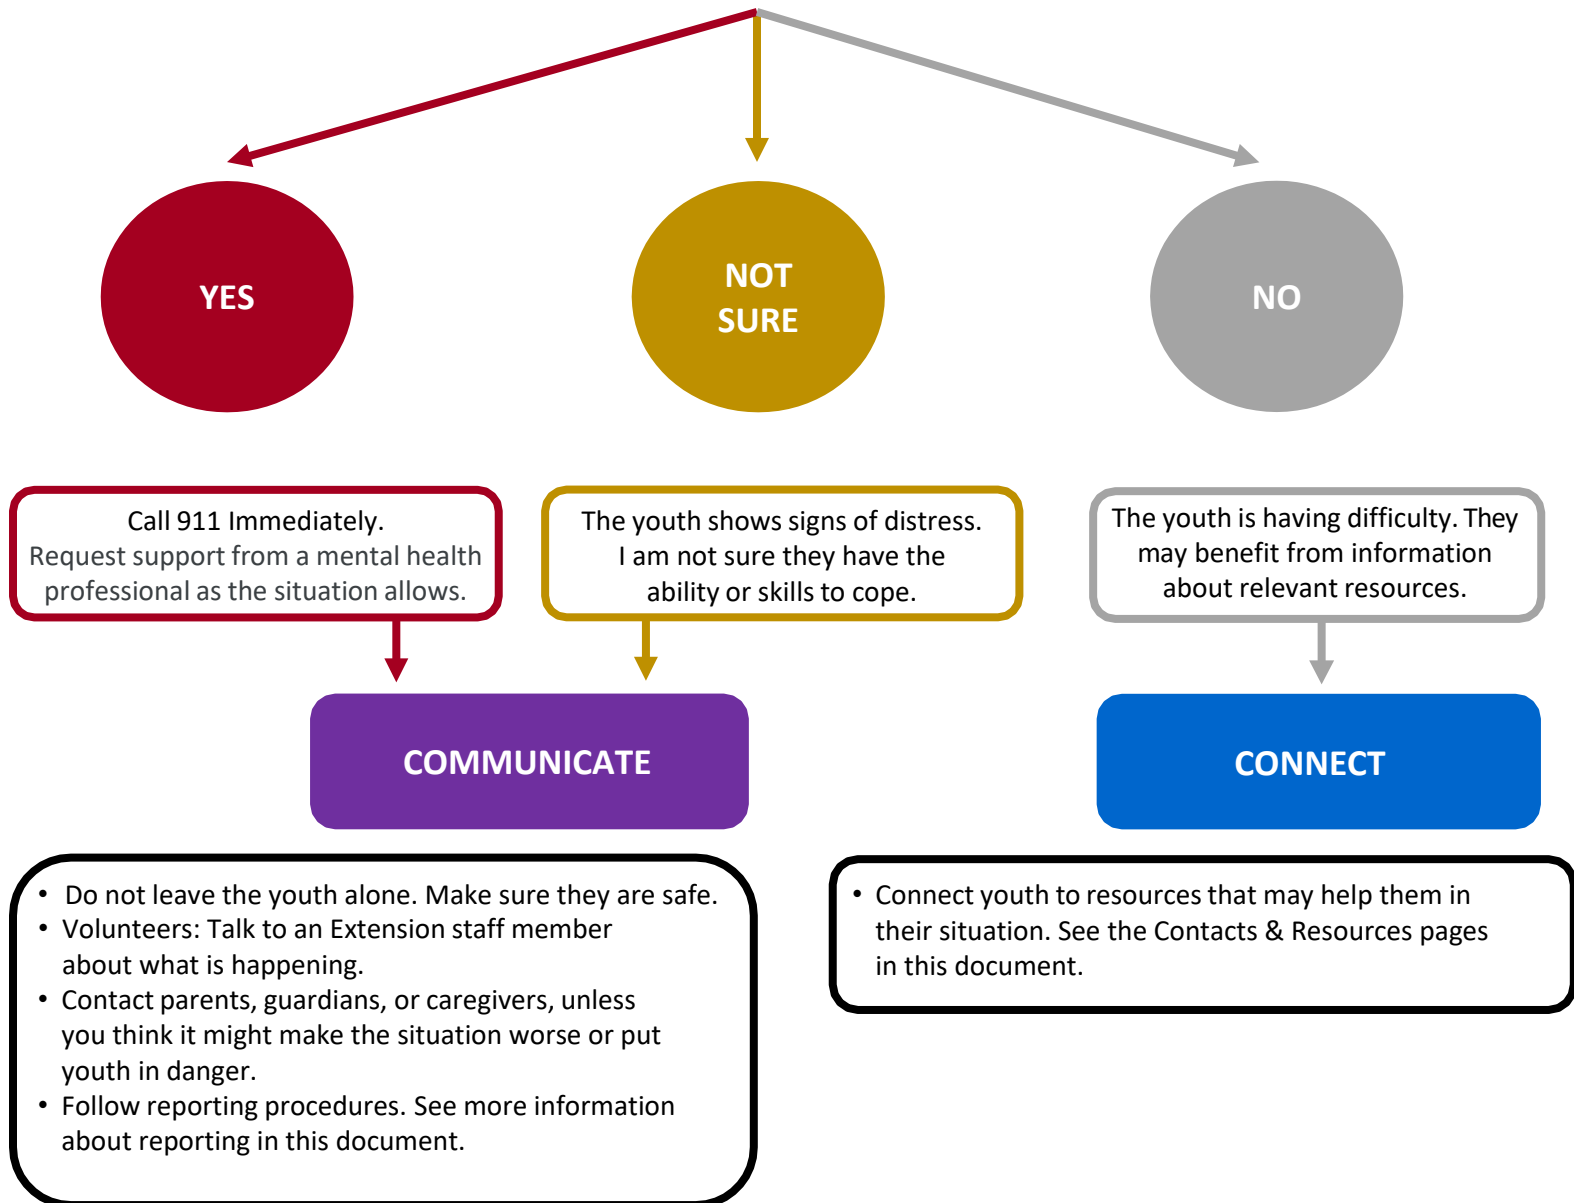 YES
NOT
SURE
NO
Call 911 Immediately.
Request support from a mental health
professional as the situation allows.
The youth shows signs of distress.
I am not sure they have the
ability or skills to cope.
The youth is having difficulty. They
may benefit from information
about relevant resources.
COMMUNICATE
CONNECT
• Do not leave the youth alone. Make sure they are safe.
• Volunteers: Talk to an Extension staff member
about what is happening.
• Contact parents, guardians, or caregivers, unless
you think it might make the situation worse or put
youth in danger.
• Follow reporting procedures. See more information
about reporting in this document.
• Connect youth to resources that may help them in
their situation. See the Contacts & Resources pages
in this document.